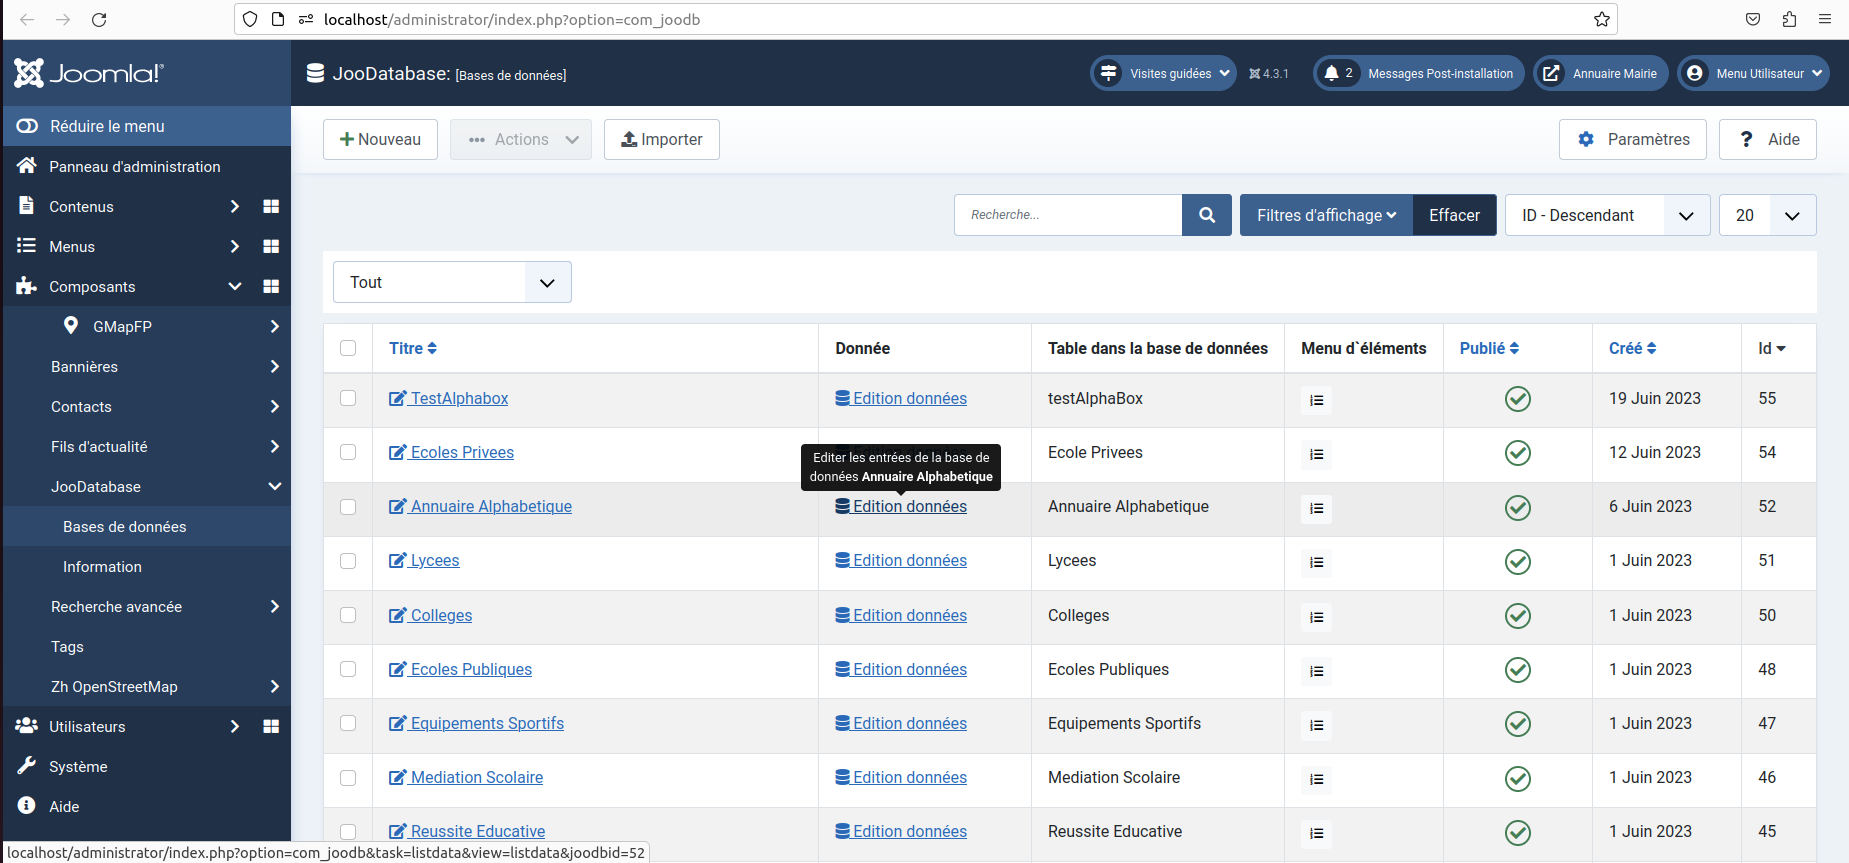 localhost/administrator/index.php?option=com_joodb
Joomla!
JooDatabase: [Bases de données]
Visites guidées
4.3.1
2 Messages Post-installation
Annuaire Mairie
Menu Utilisateur
Réduire le menu
Panneau d'administration
Contenus
Menus
Composants
GMapFP
Bannières
Contacts
Fils d'actualité
JooDatabase
Bases de données
Information
Recherche avancée
Tags
Zh OpenStreetMap
Utilisateurs
Système
Aide
Nouveau
Actions
Importer
Paramètres
? Aide
Recherche...
Filtres d'affichage
Effacer
ID - Descendant
20
Tout
Titre Donnée Table dans la base de données Menu d`éléments Publié Créé Id
TestAlphabox Edition données testAlphaBox 19 Juin 2023 55
Ecoles Privees Ecole Privees 12 Juin 2023 54
Editer les entrées de la base de
données Annuaire Alphabetique
Annuaire Alphabetique Edition données Annuaire Alphabetique 6 Juin 2023 52
Lycees Edition données Lycees 1 Juin 2023 51
Colleges Edition données Colleges 1 Juin 2023 50
Ecoles Publiques Edition données Ecoles Publiques 1 Juin 2023 48
Equipements Sportifs Edition données Equipements Sportifs 1 Juin 2023 47
Mediation Scolaire Edition données Mediation Scolaire 1 Juin 2023 46
Reussite Educative Edition données Reussite Educative 1 Juin 2023 45
localhost/administrator/index.php?option=com_joodb&task=listdata&view=listdata&joodbid=52